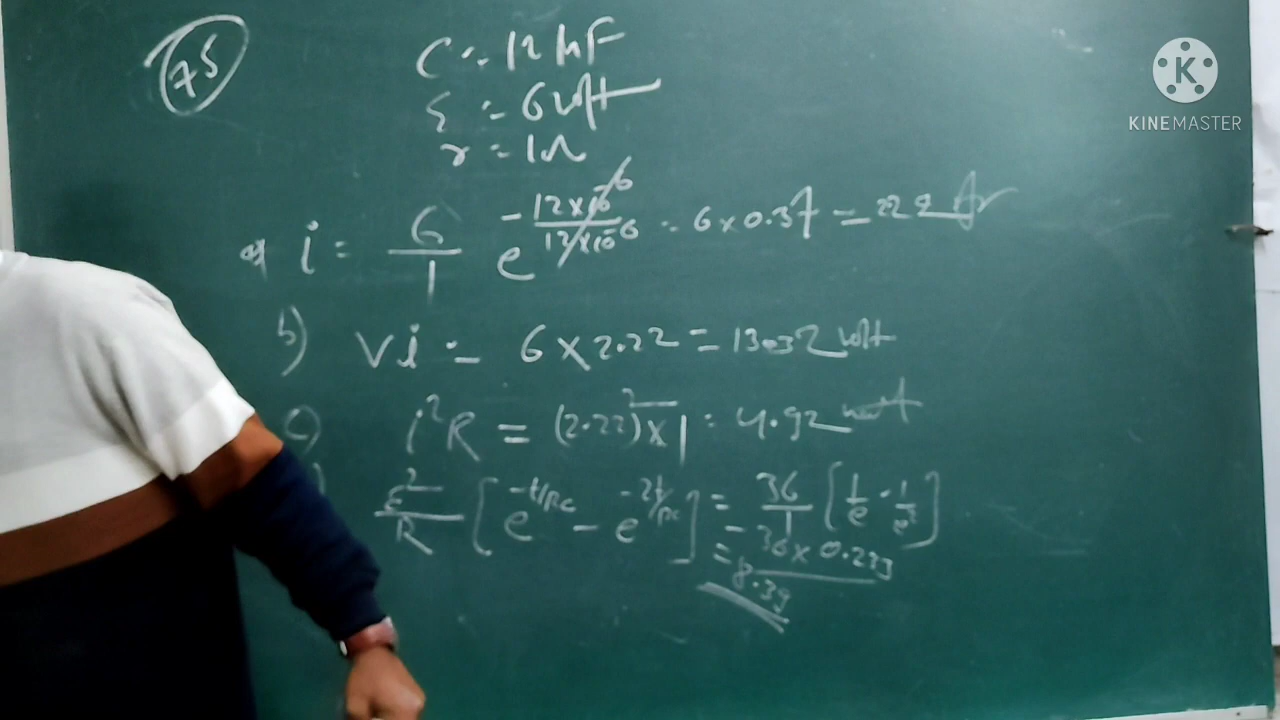 75
C = 12 μF
ε = 6 volt
r = 1Ω
KINEMASTER
a) i = 6/1 e^(-12×10^-6/12×10^-6) = 6×0.37 = 2.22 A
b) Vi = 6×2.22 = 13.32 watt
c) i²R = (2.22)²×1 = 4.92 watt
) ε²/R [e^(-t/RC) - e^(-2t/RC)] = 36/1 [1/e - 1/e²]
= 36×0.233
= 8.39